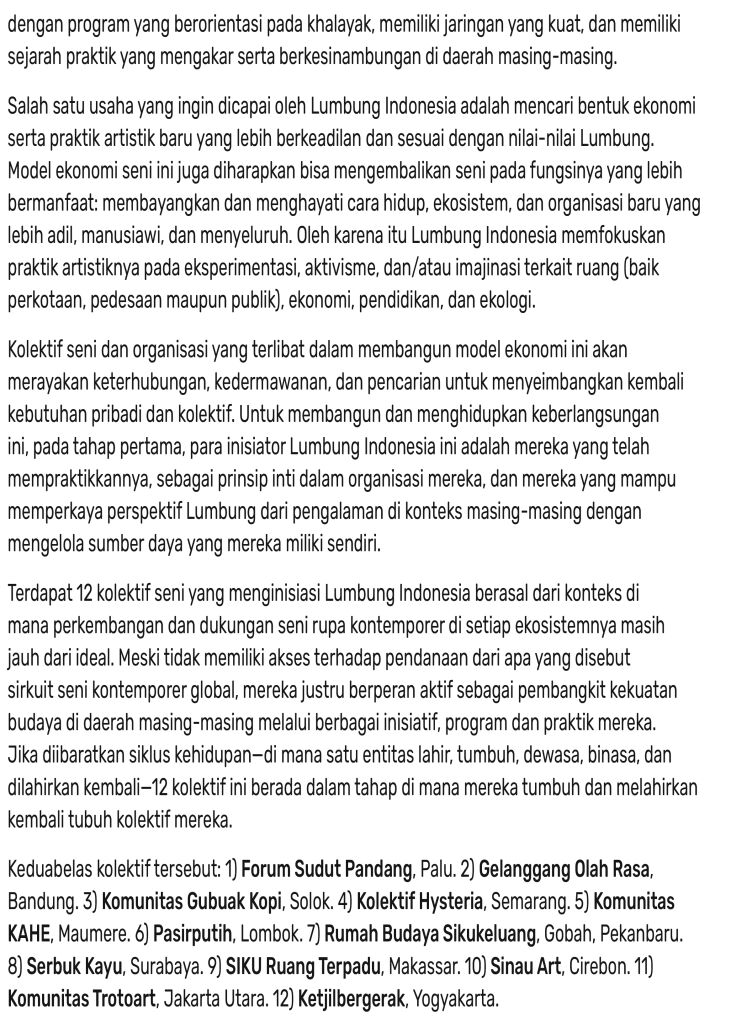 dengan program yang berorientasi pada khalayak, memiliki jaringan yang kuat, dan memiliki
sejarah praktik yang mengakar serta berkesinambungan di daerah masing-masing.
Salah satu usaha yang ingin dicapai oleh Lumbung Indonesia adalah mencari bentuk ekonomi
serta praktik artistik baru yang lebih berkeadilan dan sesuai dengan nilai-nilai Lumbung.
Model ekonomi seni ini juga diharapkan bisa mengembalikan seni pada fungsinya yang lebih
bermanfaat: membayangkan dan menghayati cara hidup, ekosistem, dan organisasi baru yang
lebih adil, manusiawi, dan menyeluruh. Oleh karena itu Lumbung Indonesia memfokuskan
praktik artistiknya pada eksperimentasi, aktivisme, dan/atau imajinasi terkait ruang (baik
perkotaan, pedesaan maupun publik), ekonomi, pendidikan, dan ekologi.
Kolektif seni dan organisasi yang terlibat dalam membangun model ekonomi ini akan
merayakan keterhubungan, kedermawanan, dan pencarian untuk menyeimbangkan kembali
kebutuhan pribadi dan kolektif. Untuk membangun dan menghidupkan keberlangsungan
ini, pada tahap pertama, para inisiator Lumbung Indonesia ini adalah mereka yang telah
mempraktikkannya, sebagai prinsip inti dalam organisasi mereka, dan mereka yang mampu
memperkaya perspektif Lumbung dari pengalaman di konteks masing-masing dengan
mengelola sumber daya yang mereka miliki sendiri.
Terdapat 12 kolektif seni yang menginisiasi Lumbung Indonesia berasal dari konteks di
mana perkembangan dan dukungan seni rupa kontemporer di setiap ekosistemnya masih
jauh dari ideal. Meski tidak memiliki akses terhadap pendanaan dari apa yang disebut
sirkuit seni kontemporer global, mereka justru berperan aktif sebagai pembangkit kekuatan
budaya di daerah masing-masing melalui berbagai inisiatif, program dan praktik mereka.
Jika diibaratkan siklus kehidupan—di mana satu entitas lahir, tumbuh, dewasa, binasa, dan
dilahirkan kembali—12 kolektif ini berada dalam tahap di mana mereka tumbuh dan melahirkan
kembali tubuh kolektif mereka.
Keduabelas kolektif tersebut: 1) Forum Sudut Pandang, Palu. 2) Gelanggang Olah Rasa,
Bandung. 3) Komunitas Gubuak Kopi, Solok. 4) Kolektif Hysteria, Semarang. 5) Komunitas
KAHE, Maumere. 6) Pasirputih, Lombok. 7) Rumah Budaya Sikukeluang, Gobah, Pekanbaru.
8) Serbuk Kayu, Surabaya. 9) SIKU Ruang Terpadu, Makassar. 10) Sinau Art, Cirebon. 11)
Komunitas Trotoart, Jakarta Utara. 12) Ketjilbergerak, Yogyakarta.